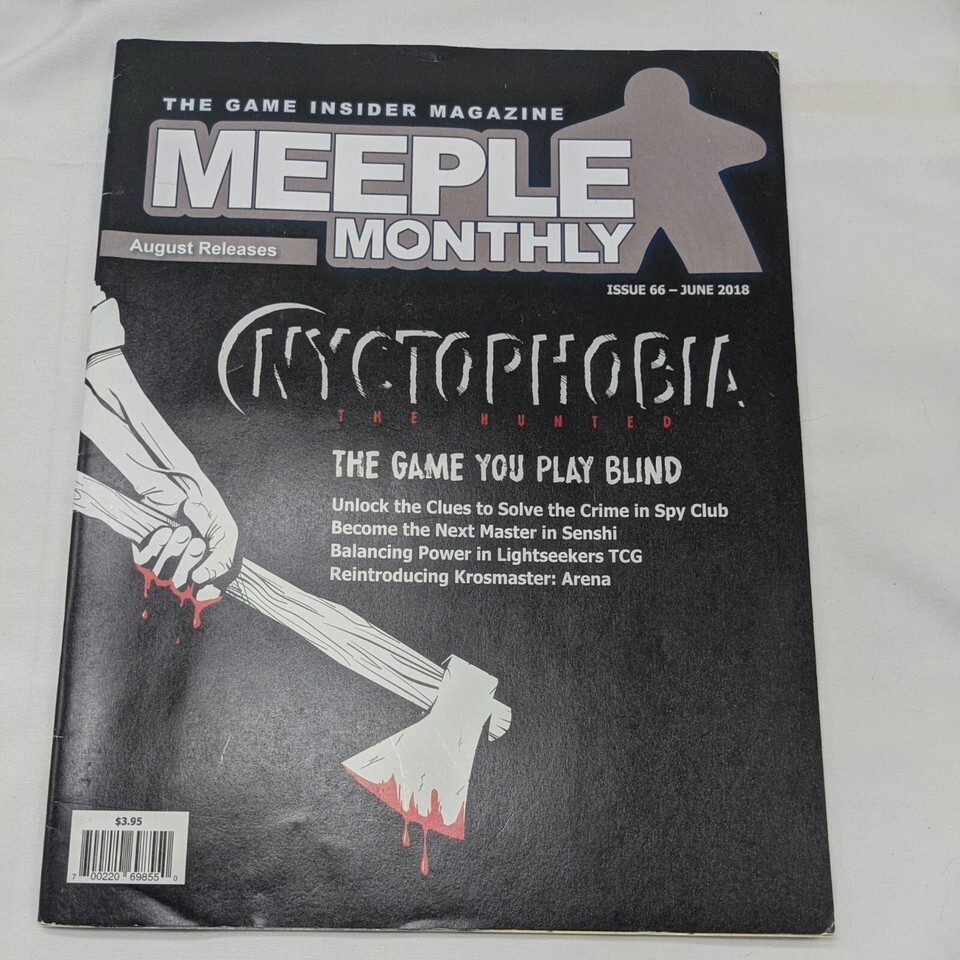 THE GAME INSIDER MAGAZINE
MEEPLE
MONTHLY
August Releases
ISSUE 66 – JUNE 2018
NYCTOPHOBIA
THE HUNTED
THE GAME YOU PLAY BLIND
Unlock the Clues to Solve the Crime in Spy Club
Become the Next Master in Senshi
Balancing Power in Lightseekers TCG
Reintroducing Krosmaster: Arena
$3.95
7 00220 69855 0